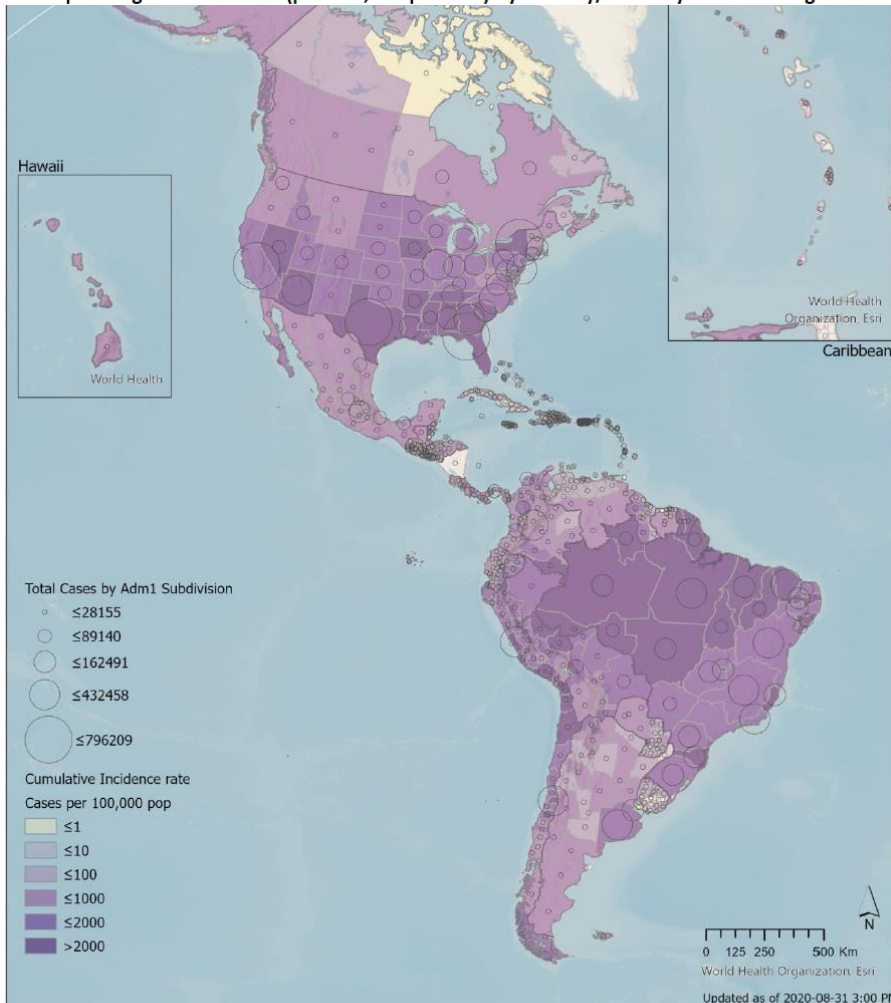 Hawaii
World Health
World Health
Organization, Esri
Caribbean
Total Cases by Adm1 Subdivision
≤28155
≤89140
≤162491
≤432458
≤796209
Cumulative Incidence rate
Cases per 100,000 pop
≤1
≤10
≤100
≤1000
≤2000
>2000
N
0 125 250 500 Km
World Health Organization, Esri
Updated as of 2020-08-31 3:00